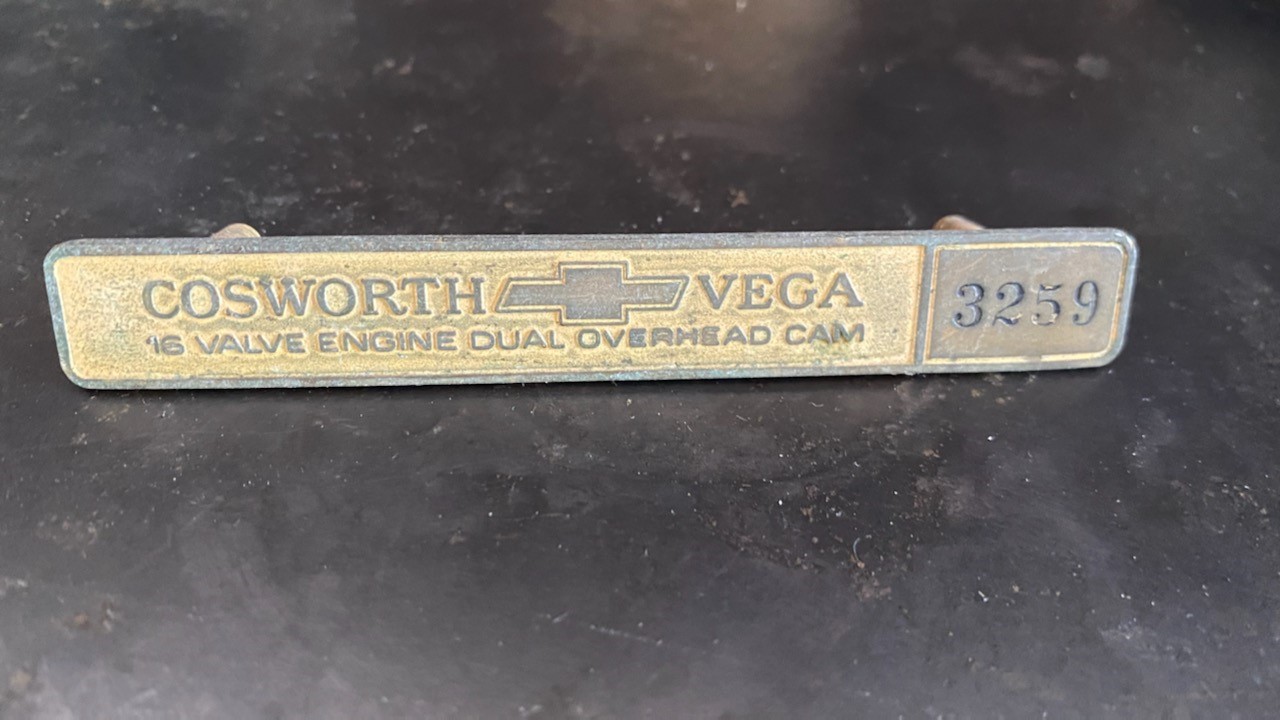 COSWORTH VEGA
16 VALVE ENGINE DUAL OVERHEAD CAM
3259